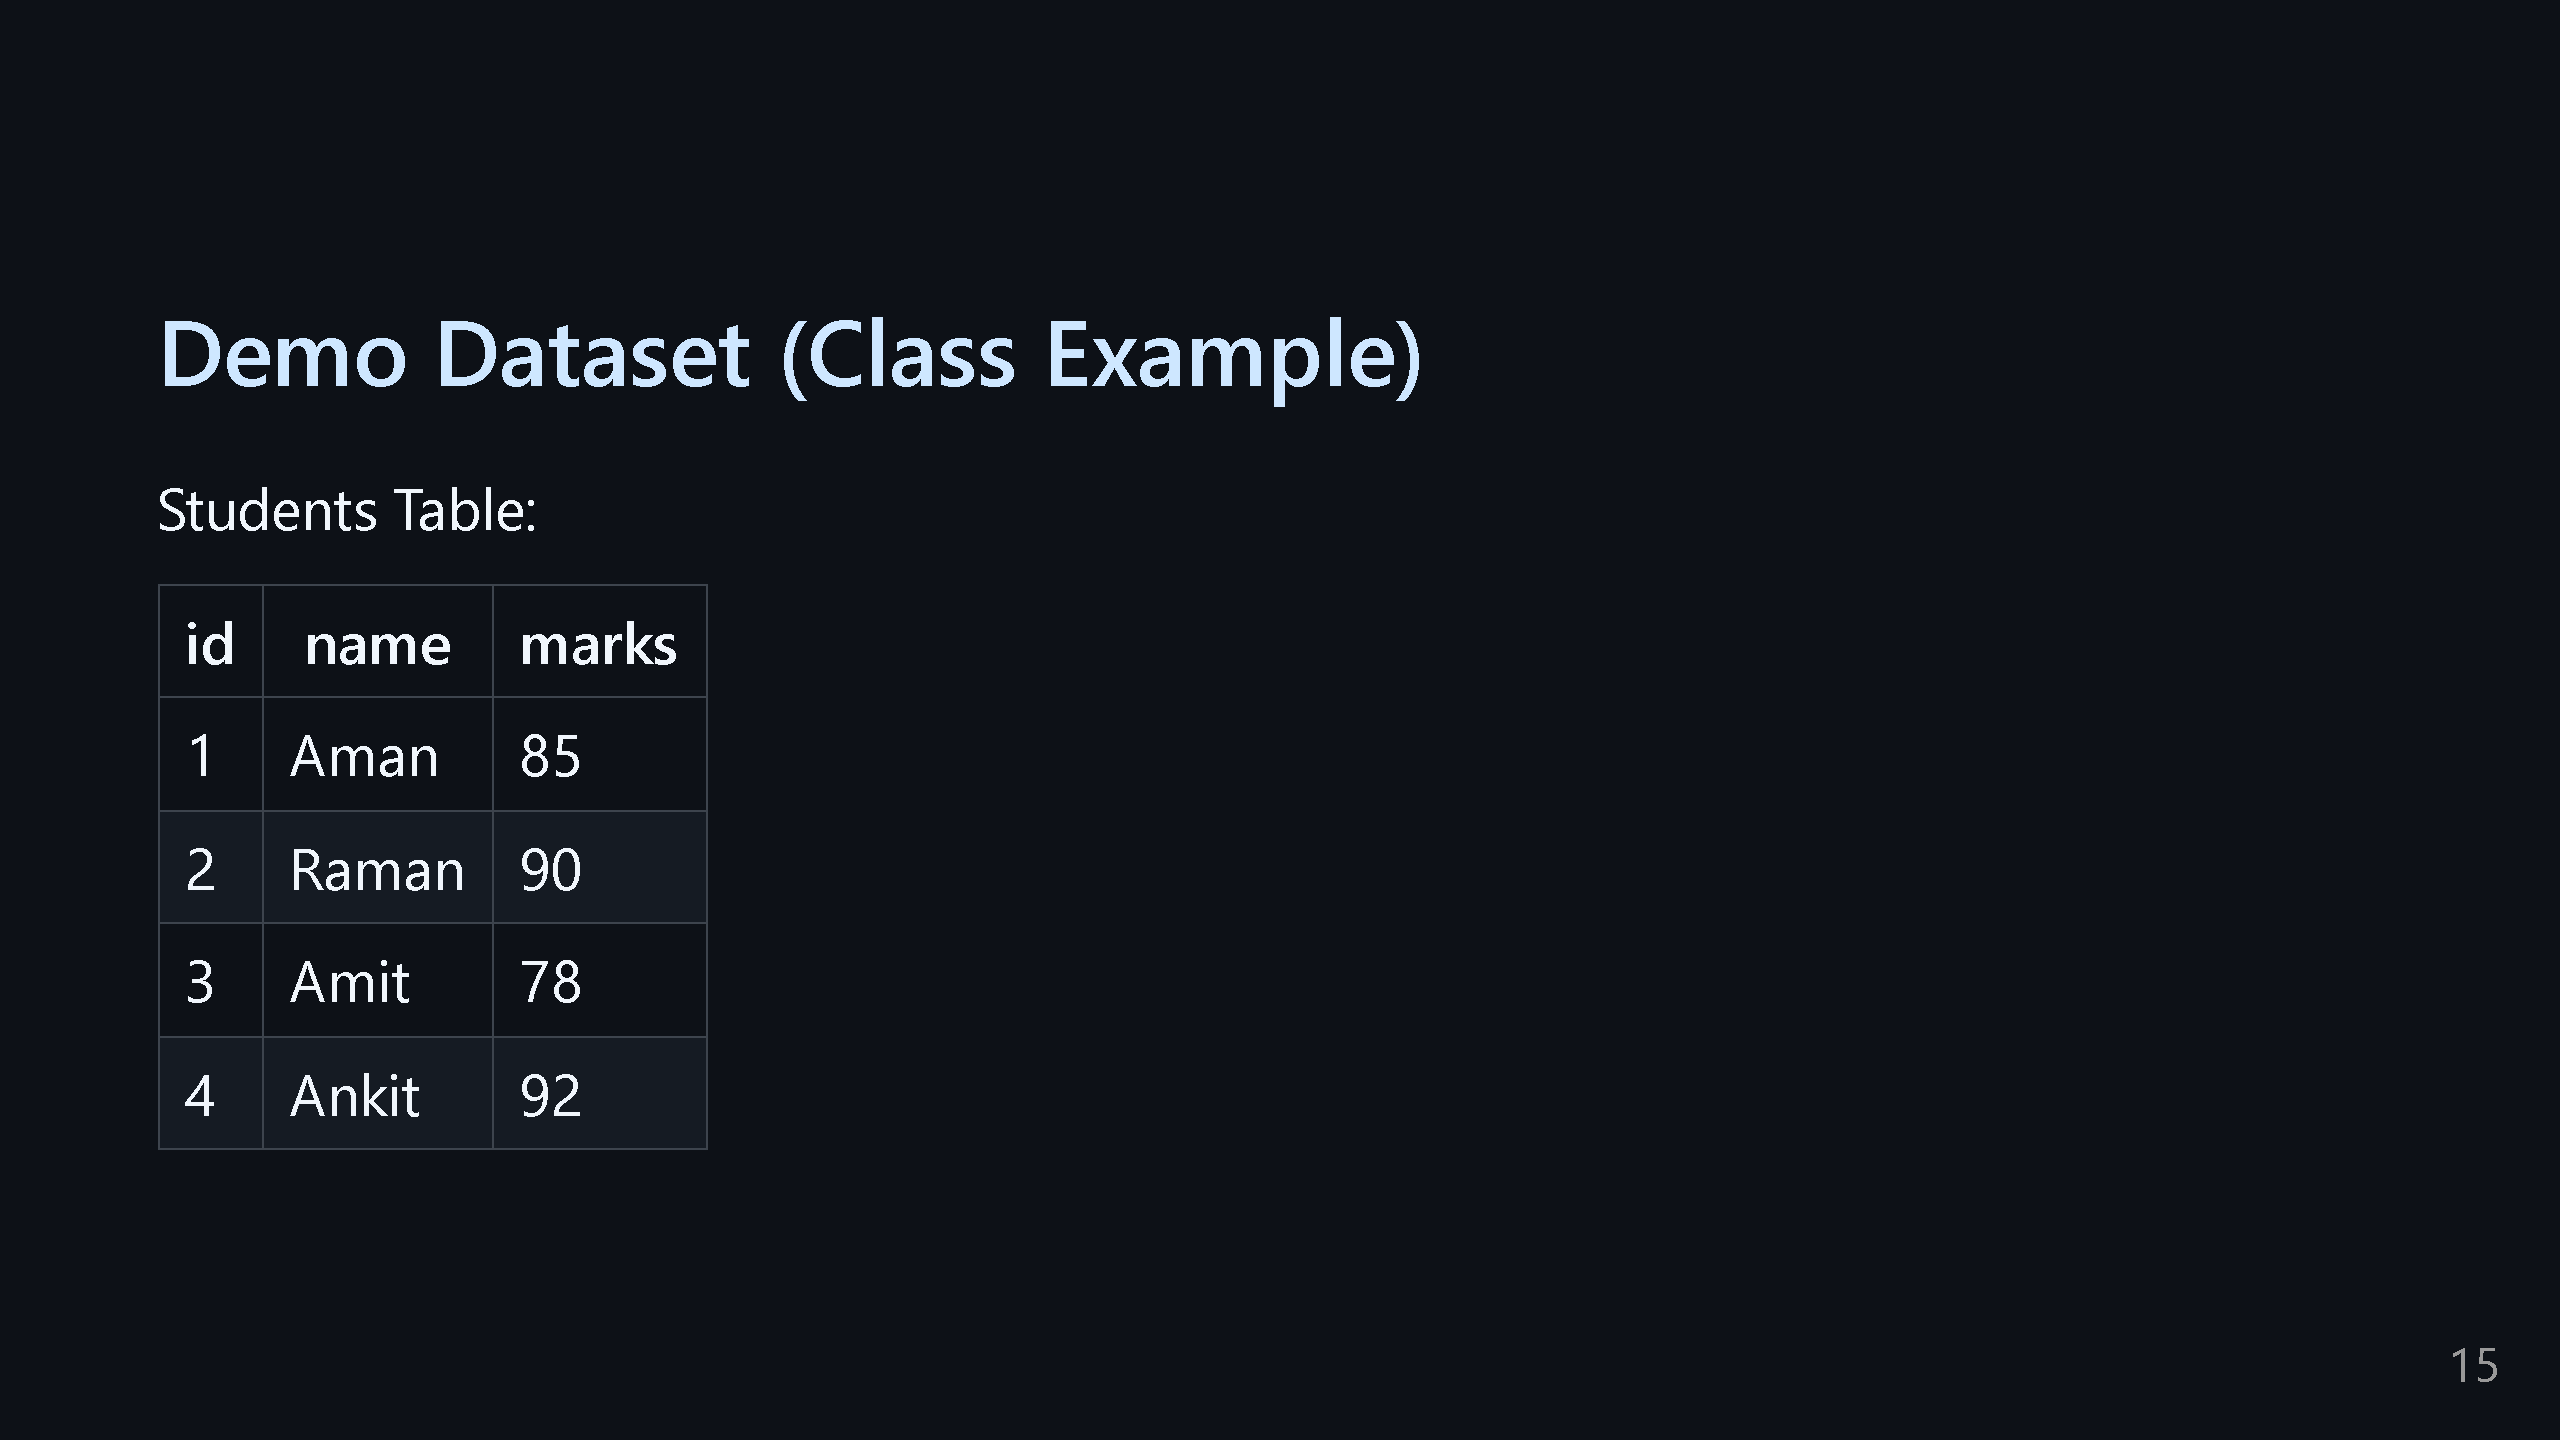 Demo Dataset (Class Example)
Students Table:
id name marks
1 Aman 85
2 Raman 90
3 Amit 78
4 Ankit 92
15